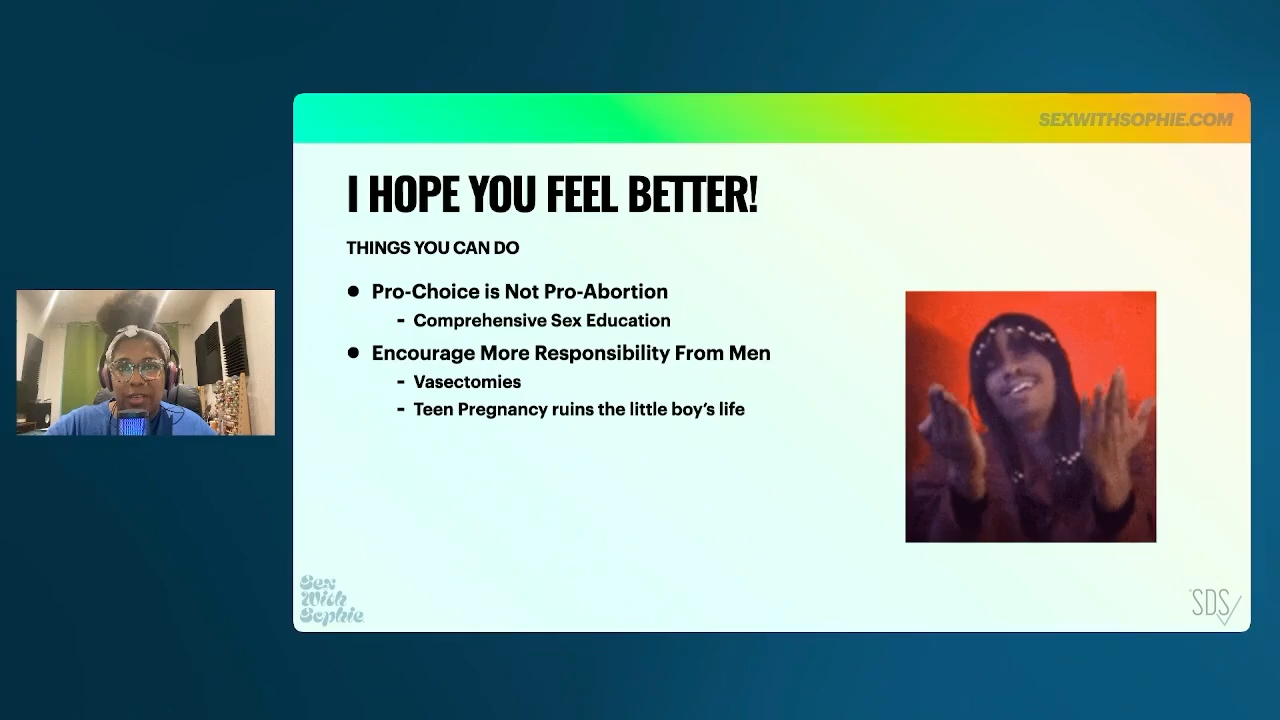 SEXWITHSOPHIE.COM
I HOPE YOU FEEL BETTER!
THINGS YOU CAN DO
● Pro-Choice is Not Pro-Abortion
- Comprehensive Sex Education
● Encourage More Responsibility From Men
- Vasectomies
- Teen Pregnancy ruins the little boy's life
Sex
With
Sophie
SDS